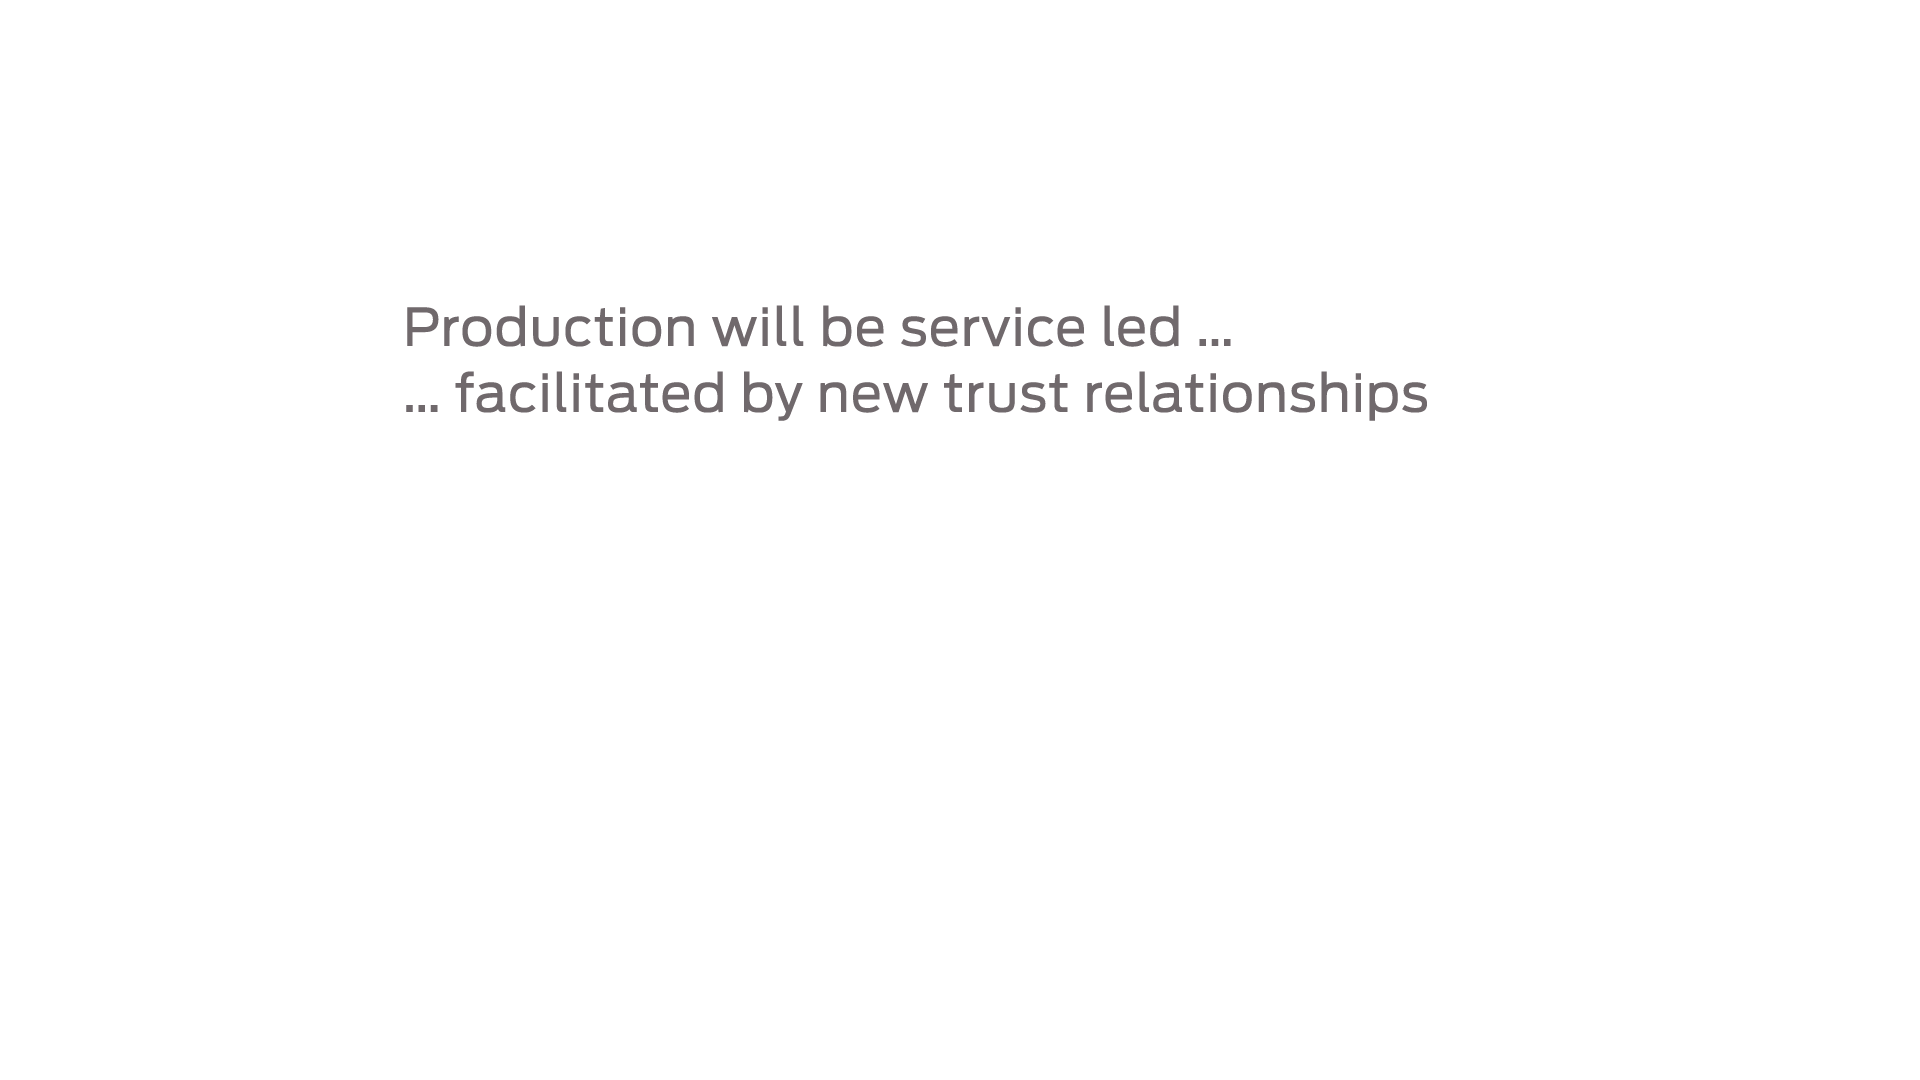 Production will be service led ...
... facilitated by new trust relationships